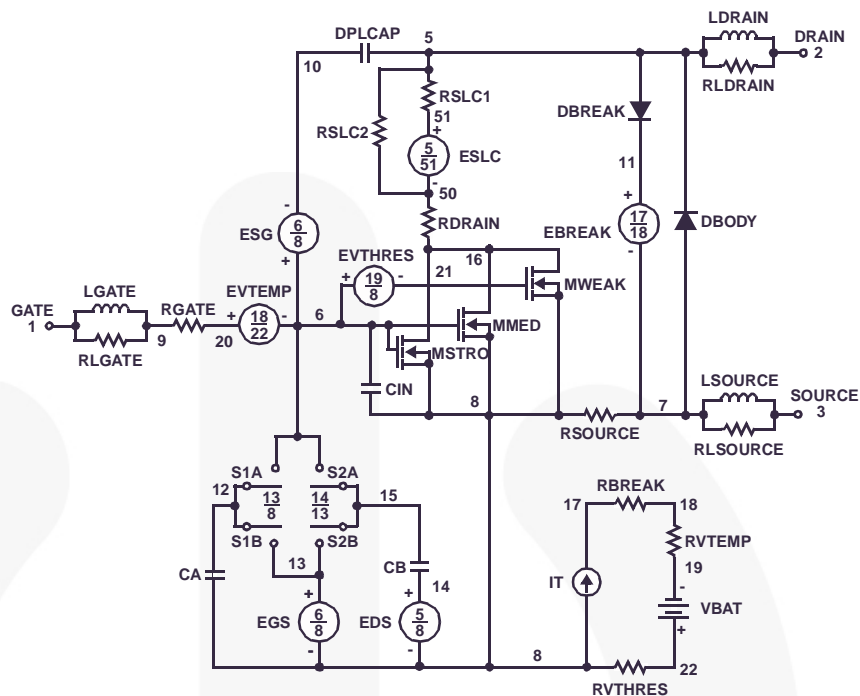 LDRAIN
DPLCAP
5
DRAIN
2
10
RLDRAIN
RSLC1
DBREAK
51
+
RSLC2
5
51
ESLC
11
-
50
-
+
17
18
DBODY
ESG
6
8
RDRAIN
EBREAK
+
EVTHRES
16
-
21
+
19
8
-
MWEAK
LGATE
EVTEMP
GATE
1
RGATE
+
18
22
-
6
MMED
9
20
RLGATE
MSTRO
LSOURCE
CIN
8
7
SOURCE
3
RSOURCE
RLSOURCE
S1A
S2A
12
13
8
14
13
15
RBREAK
17
18
S1B
S2B
RVTEMP
13
CB
19
CA
14
IT
-
+
+
VBAT
EGS
6
8
EDS
5
8
+
-
-
8
22
RVTHRES